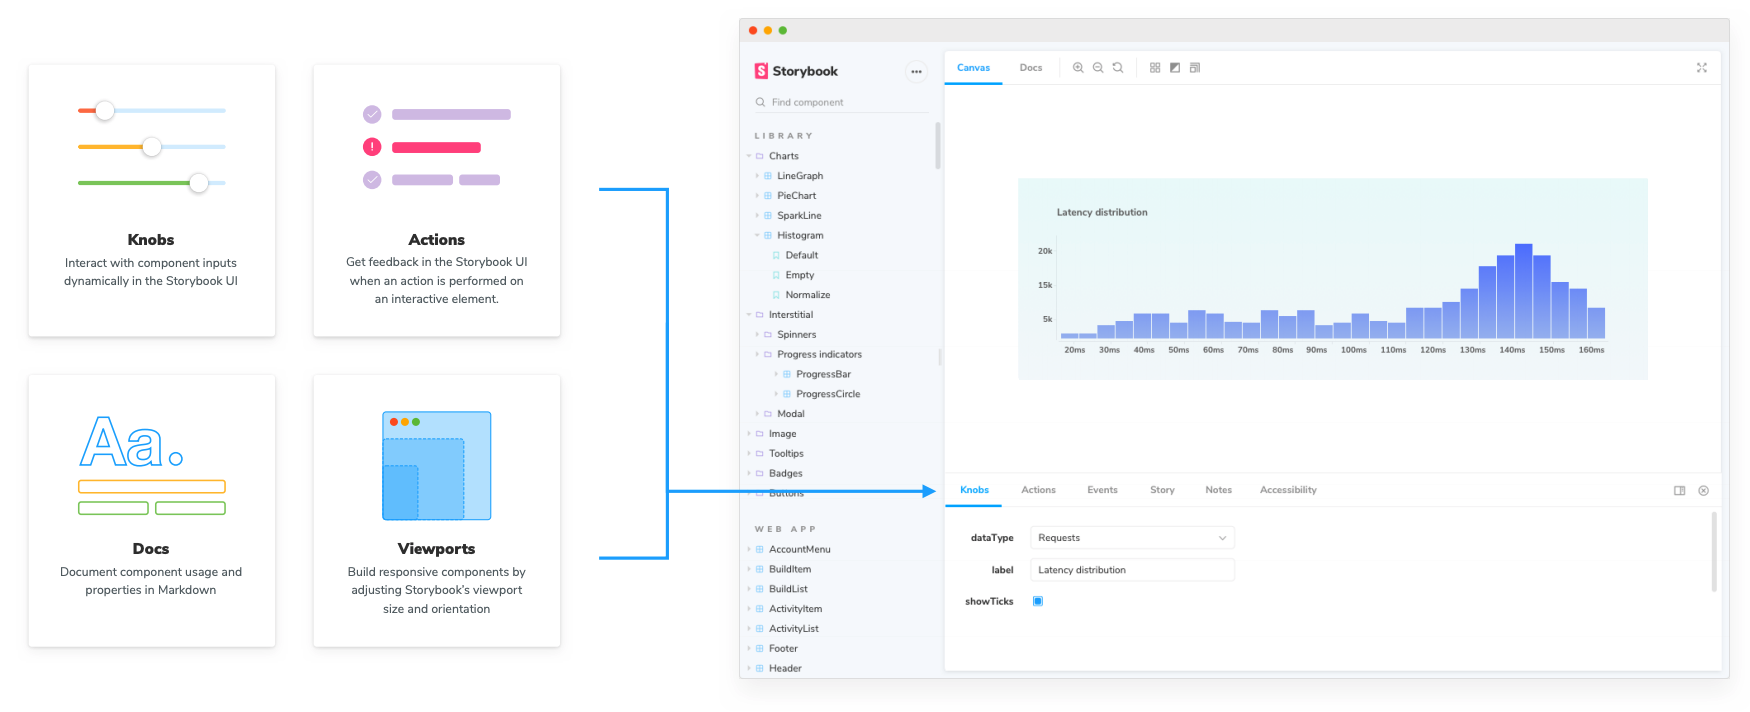 Knobs
Interact with component inputs
dynamically in the Storybook UI
Actions
Get feedback in the Storybook UI
when an action is performed on
an interactive element.
Aa.
Docs
Document component usage and
properties in Markdown
Viewports
Build responsive components by
adjusting Storybook's viewport
size and orientation
S Storybook
Find component
LIBRARY
Charts
LineGraph
PieChart
SparkLine
Histogram
Default
Empty
Normalize
Interstitial
Spinners
Progress indicators
ProgressBar
ProgressCircle
Modal
Image
Tooltips
Badges
Buttons
WEB APP
AccountMenu
BuildItem
BuildList
ActivityItem
ActivityList
Footer
Header
Canvas Docs
Latency distribution
20k
15k
5k
20ms 30ms 40ms 50ms 60ms 70ms 80ms 90ms 100ms 110ms 120ms 130ms 140ms 150ms 160ms
Knobs Actions Events Story Notes Accessibility
dataType Requests
label Latency distribution
showTicks